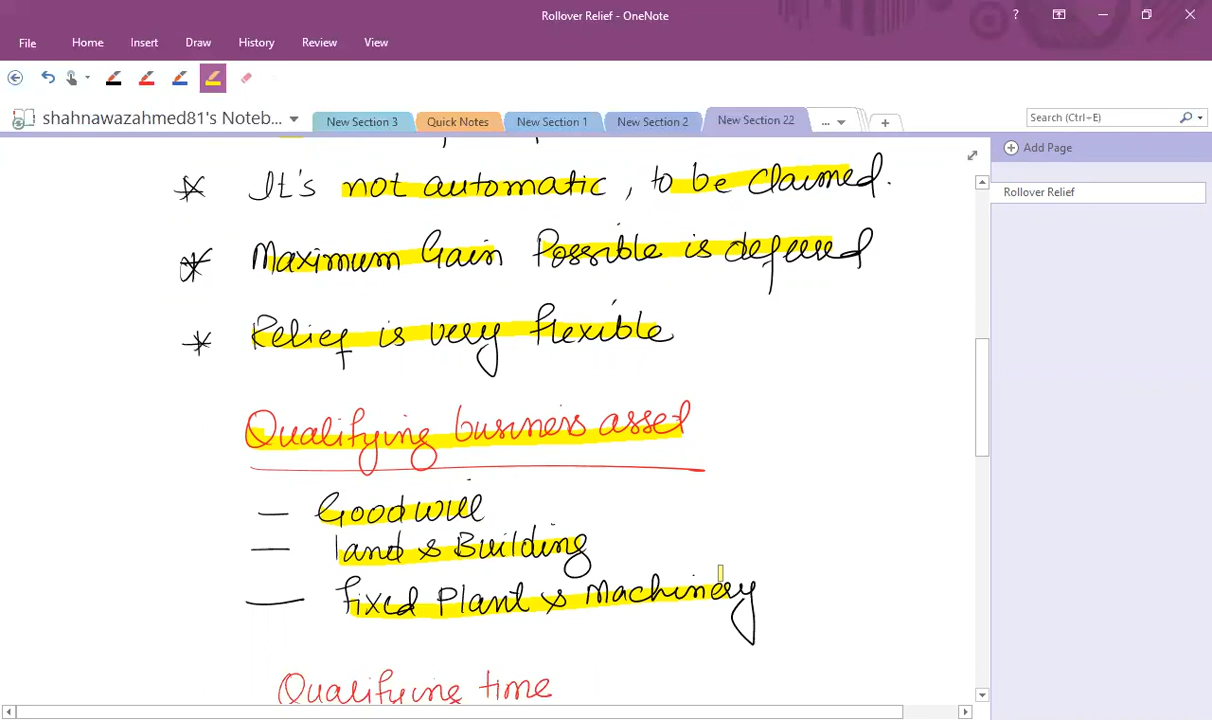 Rollover Relief - OneNote
?
File Home Insert Draw History Review View
shahnawazahmed81's Noteb...
New Section 3 Quick Notes New Section 1 New Section 2 New Section 22 ...
Search (Ctrl+E)
Add Page
Rollover Relief
* It's not automatic, to be claimed.
* Maximum Gain Possible is deferred
* Relief is very flexible
Qualifying business asset
— Goodwill
— land & Building
— fixed Plant & Machinery
Qualifying time